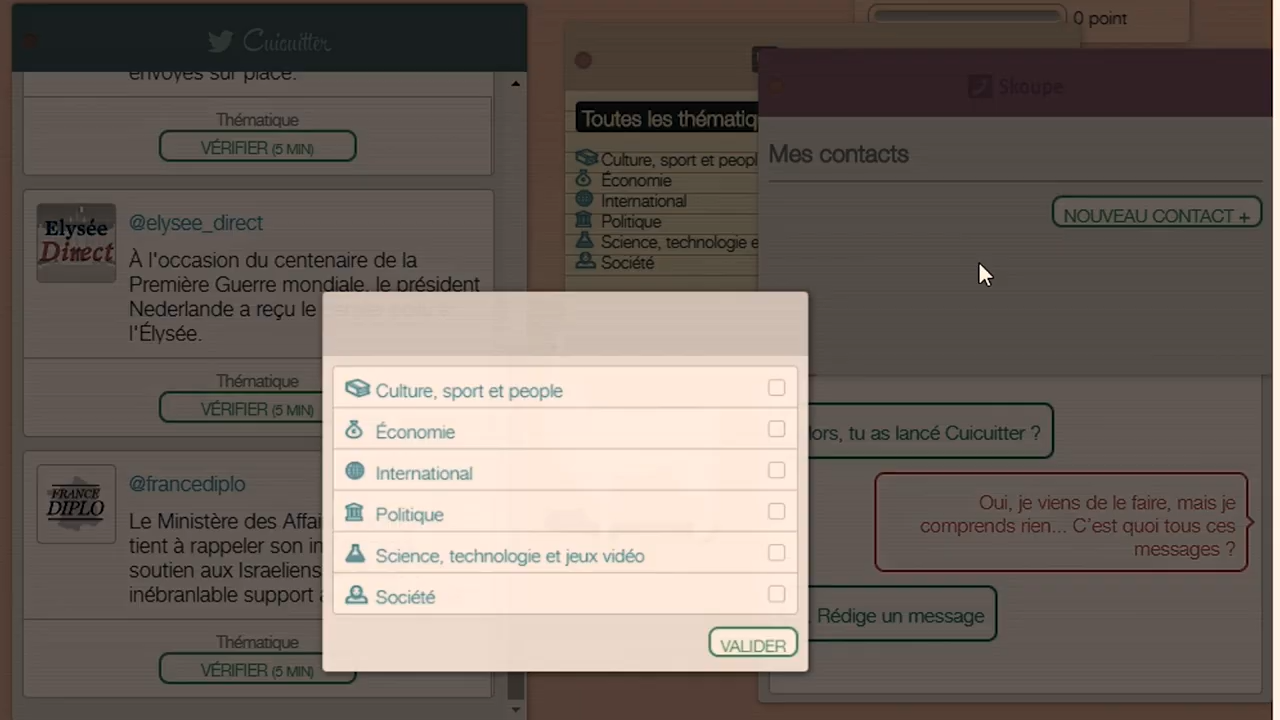 0 point
Cuicuitter
envoyés sur place.
Thématique
VÉRIFIER (5 MIN)
Elysée
Direct
@elysee_direct
À l'occasion du centenaire de la
Première Guerre mondiale, le président
Nederlande a reçu le
l'Élysée.
Thématique
VÉRIFIER (5 MIN)
FRANCE
DIPLO
@francediplo
Le Ministère des Affai
tient à rappeler son in
soutien aux Israeliens
inébranlable support
Thématique
VÉRIFIER (5 MIN)
Toutes les thématiq
Culture, sport et peopl
Économie
International
Politique
Science, technologie e
Société
Skoupe
Mes contacts
NOUVEAU CONTACT +
Culture, sport et people
Économie
International
Politique
Science, technologie et jeux vidéo
Société
VALIDER
lors, tu as lancé Cuicuitter ?
Oui, je viens de le faire, mais je
comprends rien... C'est quoi tous ces
messages ?
Rédige un message